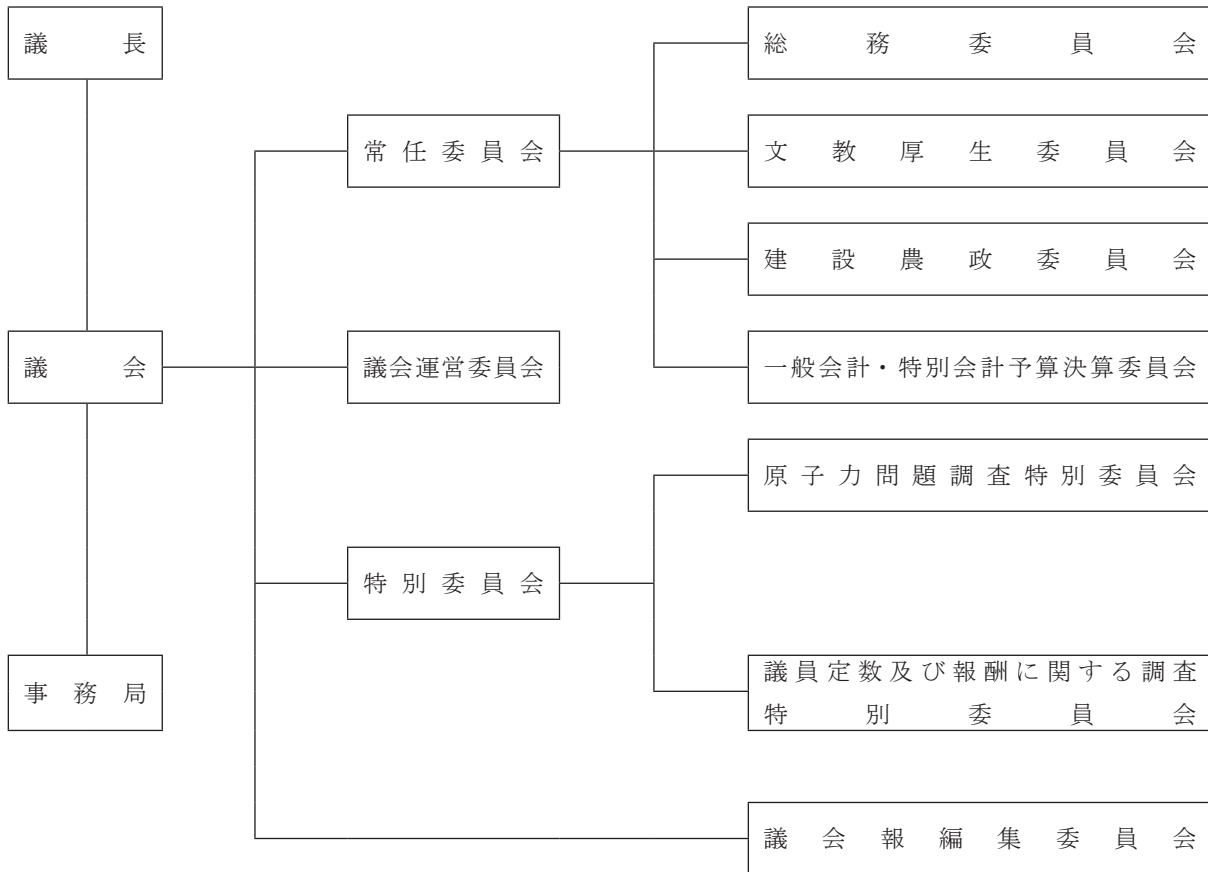 議長
総務委員会
常任委員会
文教厚生委員会
建設農政委員会
議会
議会運営委員会
一般会計・特別会計予算決算委員会
原子力問題調査特別委員会
特別委員会
事務局
議員定数及び報酬に関する調査
特別委員会
議会報編集委員会